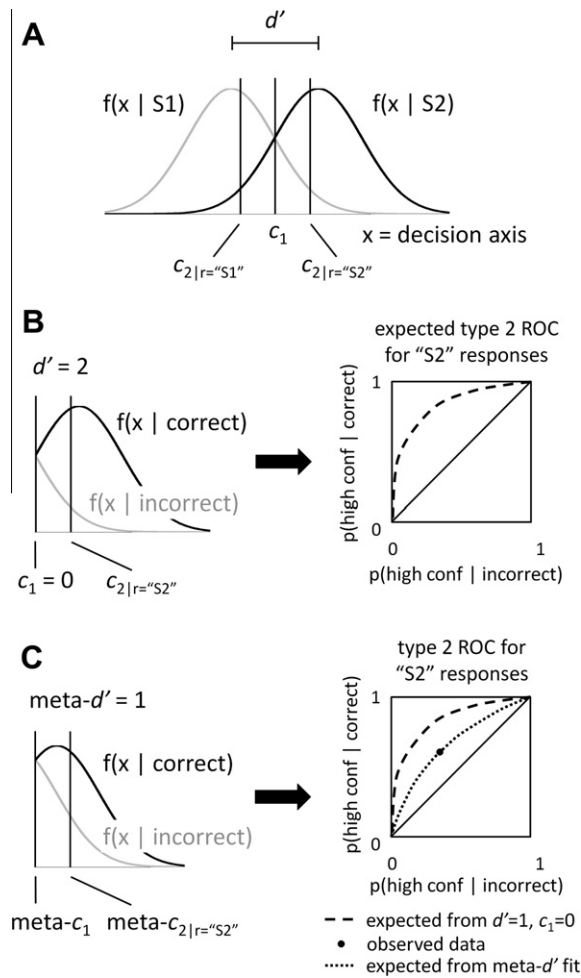 A
d'
f(x | S1)
f(x | S2)
c2|r="S1"
c1
c2|r="S2"
x = decision axis
B
d' = 2
f(x | correct)
f(x | incorrect)
c1 = 0
c2|r="S2"
expected type 2 ROC
for "S2" responses
1
p(high conf | correct)
0
0
1
p(high conf | incorrect)
C
meta-d' = 1
f(x | correct)
f(x | incorrect)
meta-c1
meta-c2|r="S2"
type 2 ROC for
"S2" responses
1
p(high conf | correct)
0
0
1
p(high conf | incorrect)
expected from d'=1, c1=0
observed data
expected from meta-d' fit